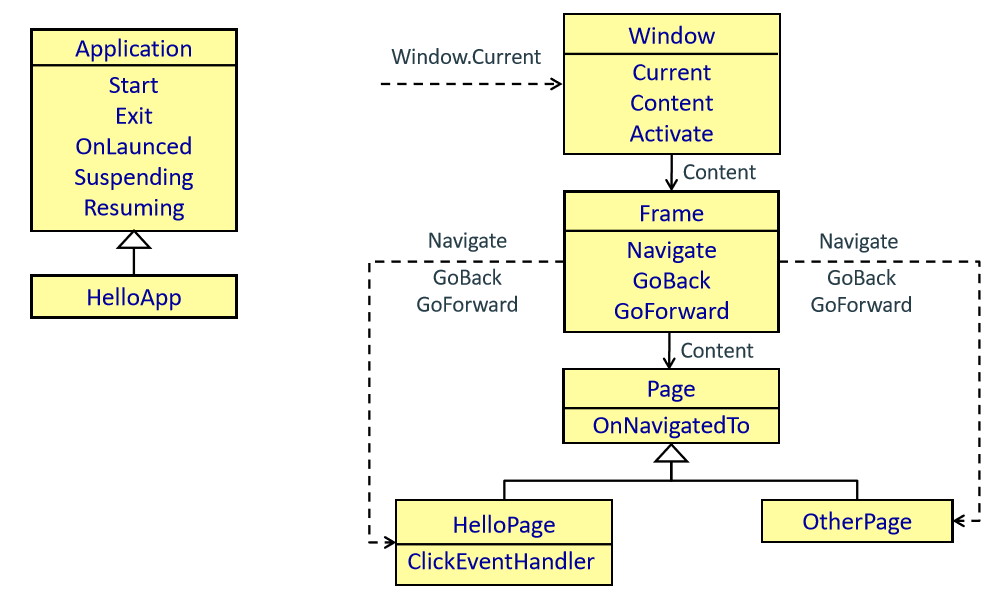 Application
Start
Exit
OnLaunced
Suspending
Resuming
HelloApp
Window.Current
Window
Current
Content
Activate
Content
Frame
Navigate
GoBack
GoForward
Navigate
GoBack
GoForward
Navigate
GoBack
GoForward
Content
Page
OnNavigatedTo
HelloPage
ClickEventHandler
OtherPage